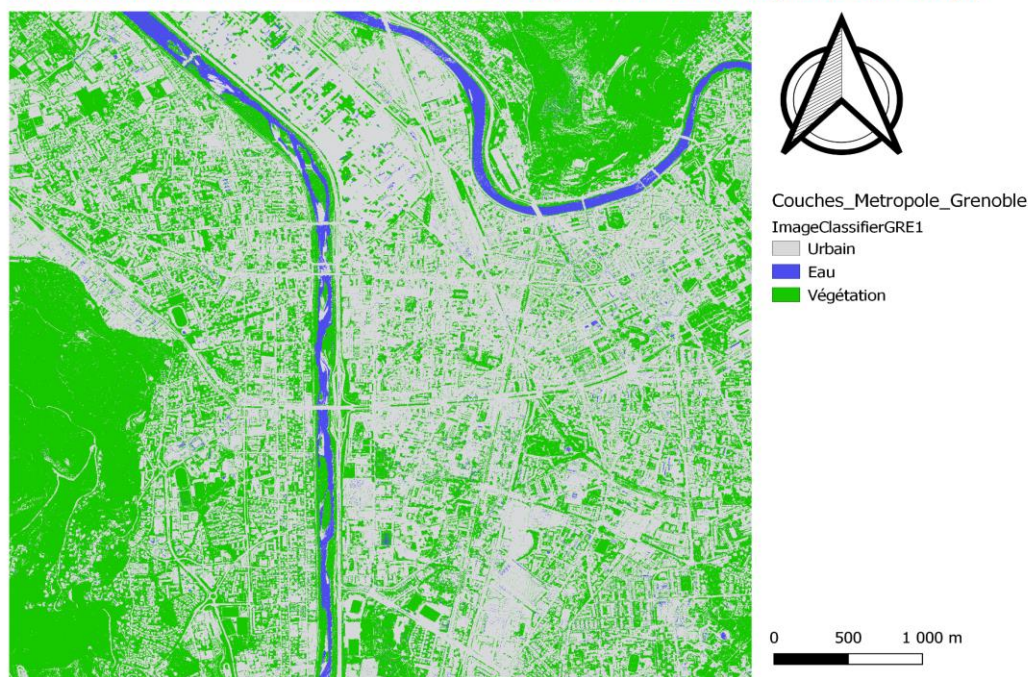 Couches_Metropole_Grenoble
ImageClassifierGRE1
Urbain
Eau
Végétation
0 500 1 000 m